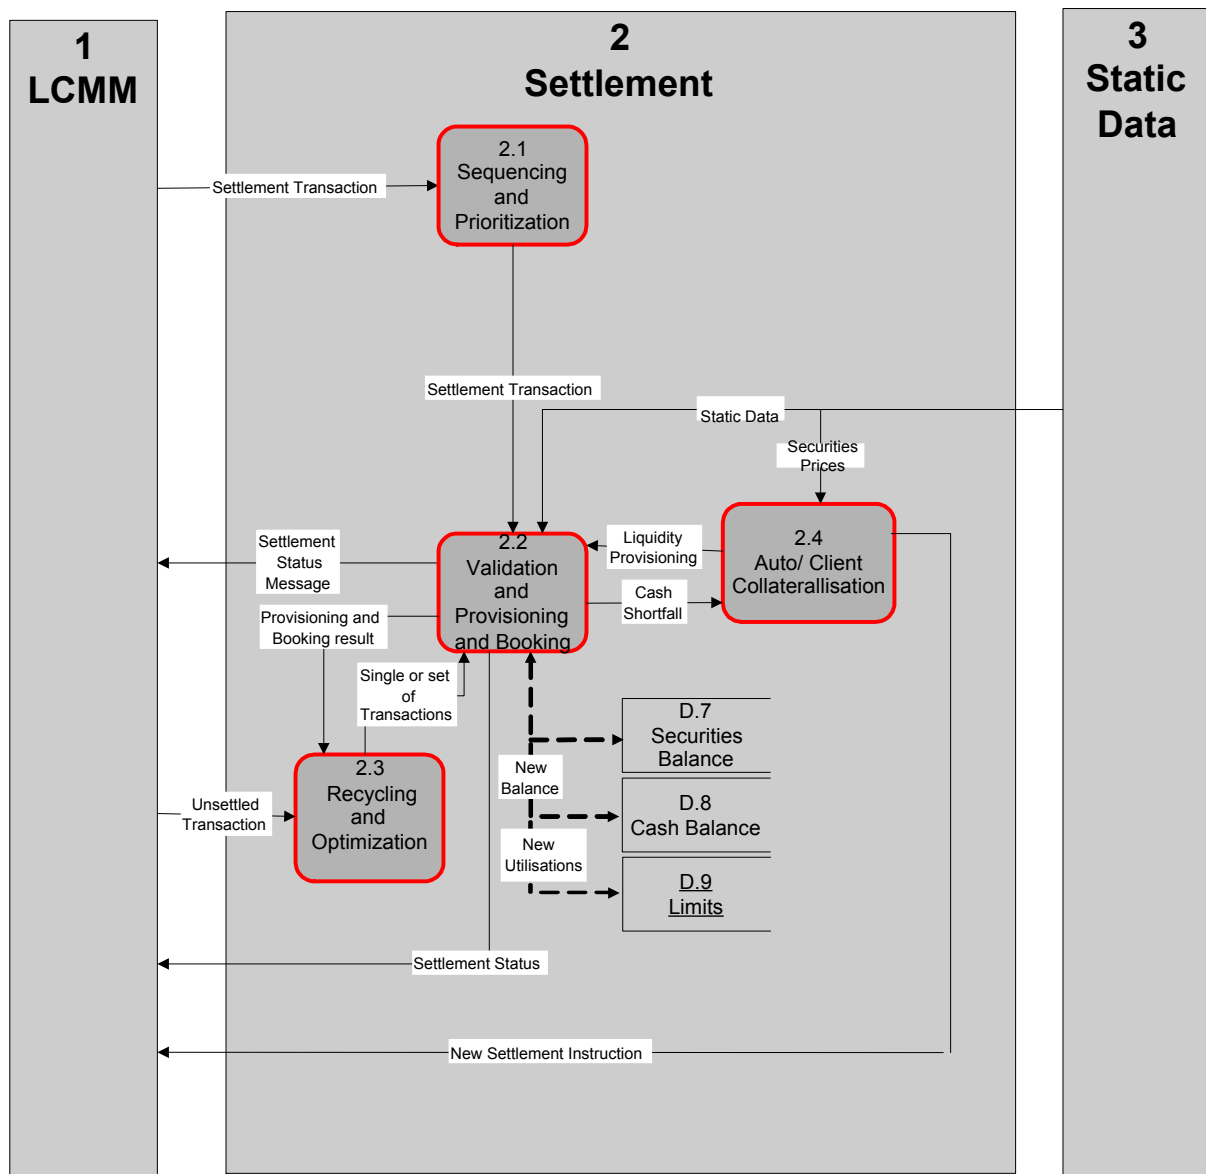 1
LCMM
2
Settlement
3
Static
Data
2.1
Sequencing
and
Prioritization
Settlement Transaction
Settlement Transaction
Static Data
Securities
Prices
Settlement
Status
Message
2.2
Validation
and
Provisioning
and Booking
Liquidity
Provisioning
Cash
Shortfall
2.4
Auto/ Client
Collateralisation
Provisioning and
Booking result
Single or set
of
Transactions
2.3
Recycling
and
Optimization
Unsettled
Transaction
New
Balance
New
Utilisations
D.7
Securities
Balance
D.8
Cash Balance
D.9
Limits
Settlement Status
New Settlement Instruction